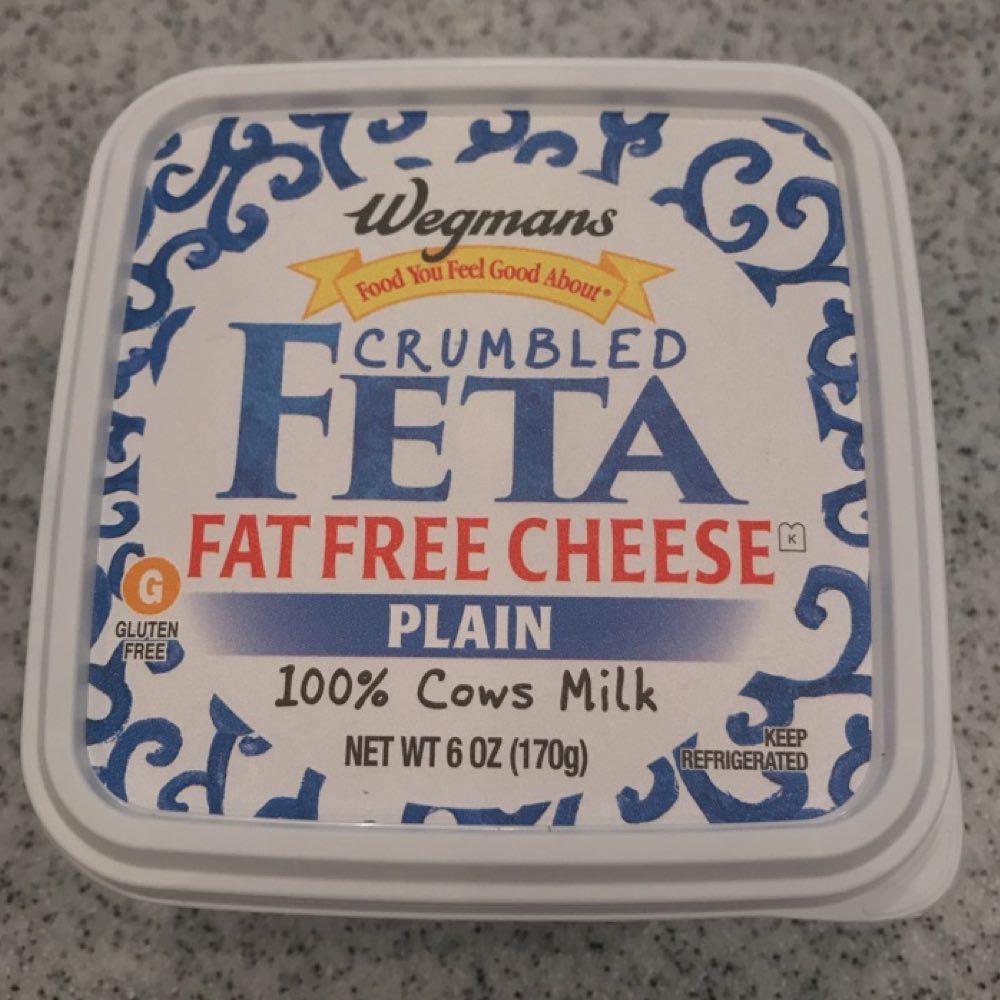 Wegmans
Food You Feel Good About®
CRUMBLED
FETA
FAT FREE CHEESE
K
PLAIN
G
GLUTEN
FREE
100% Cows Milk
NET WT 6 OZ (170g)
KEEP
REFRIGERATED